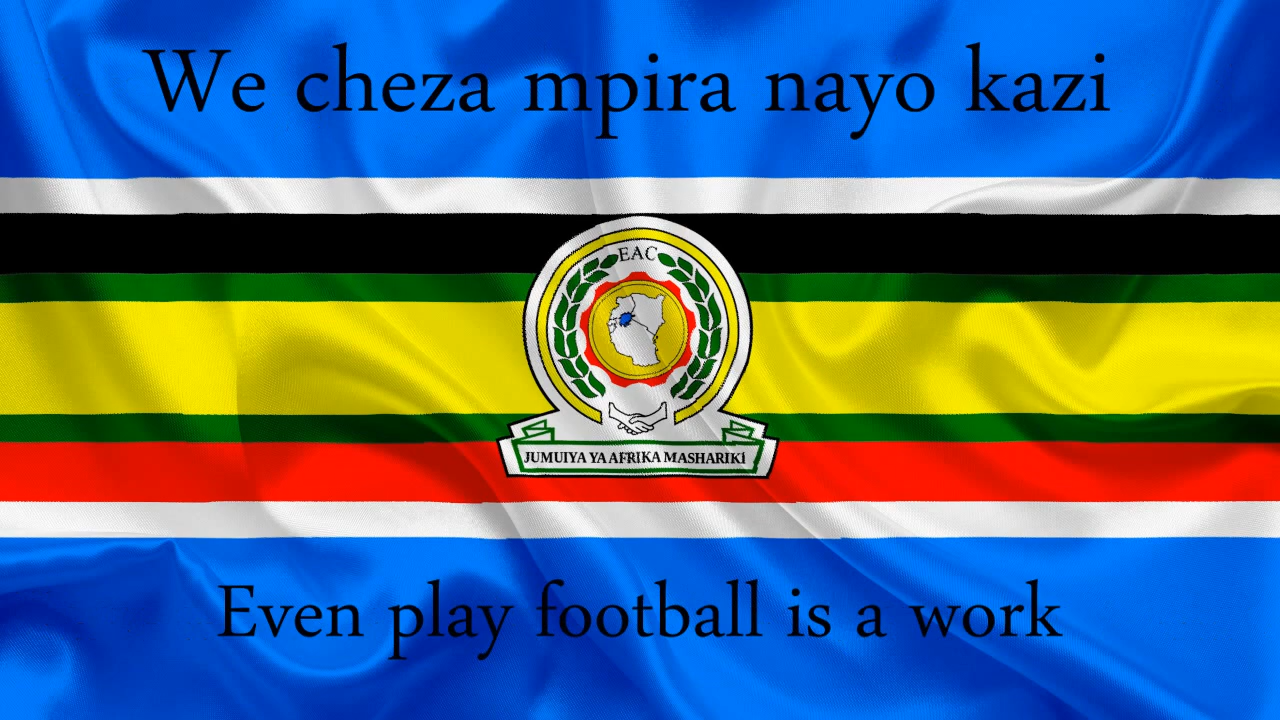 We cheza mpira nayo kazi
EAC
JUMUIYA YA AFRIKA MASHARIKI
Even play football is a work